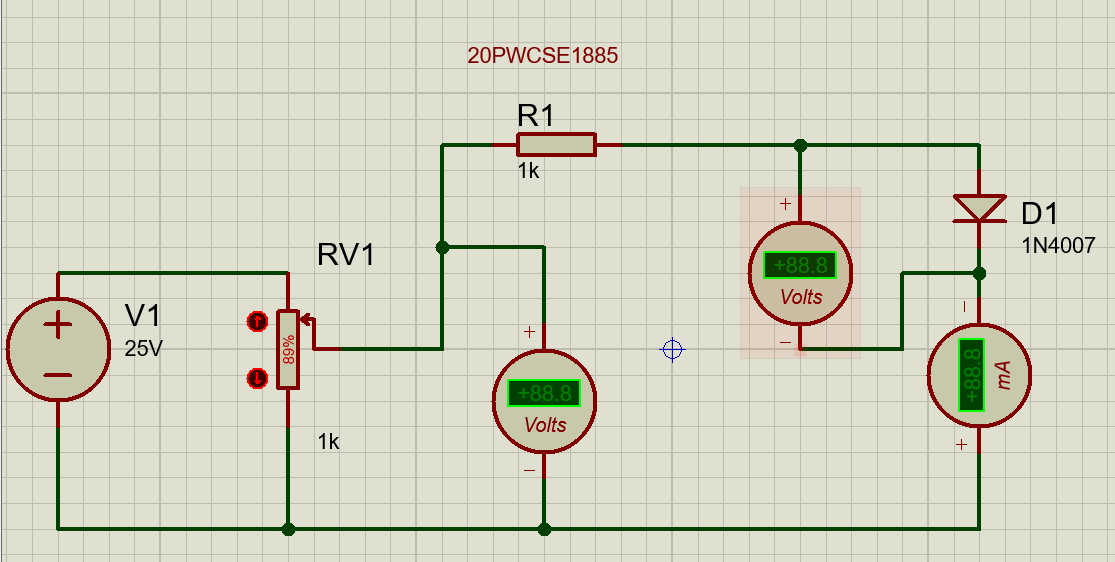 20PWCSE1885
R1
1k
+
+88.8
Volts
−
D1
1N4007
RV1
V1
25V
+
−
89%
1k
+
+88.8
Volts
−
−
+88.8
mA
+